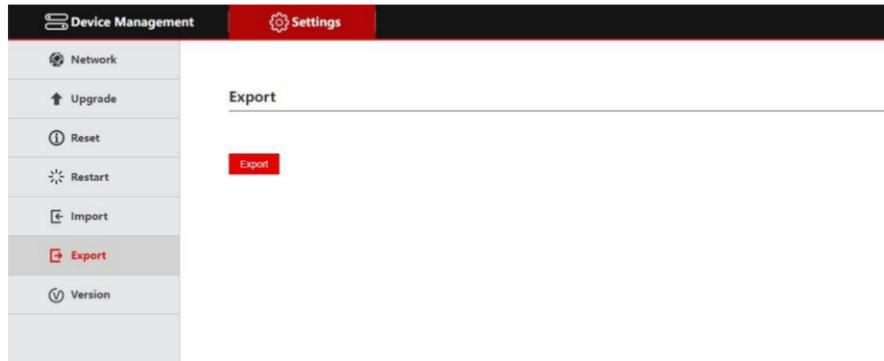 Device Management
Settings
Network
Upgrade
Reset
Restart
Import
Export
Version
Export
Export